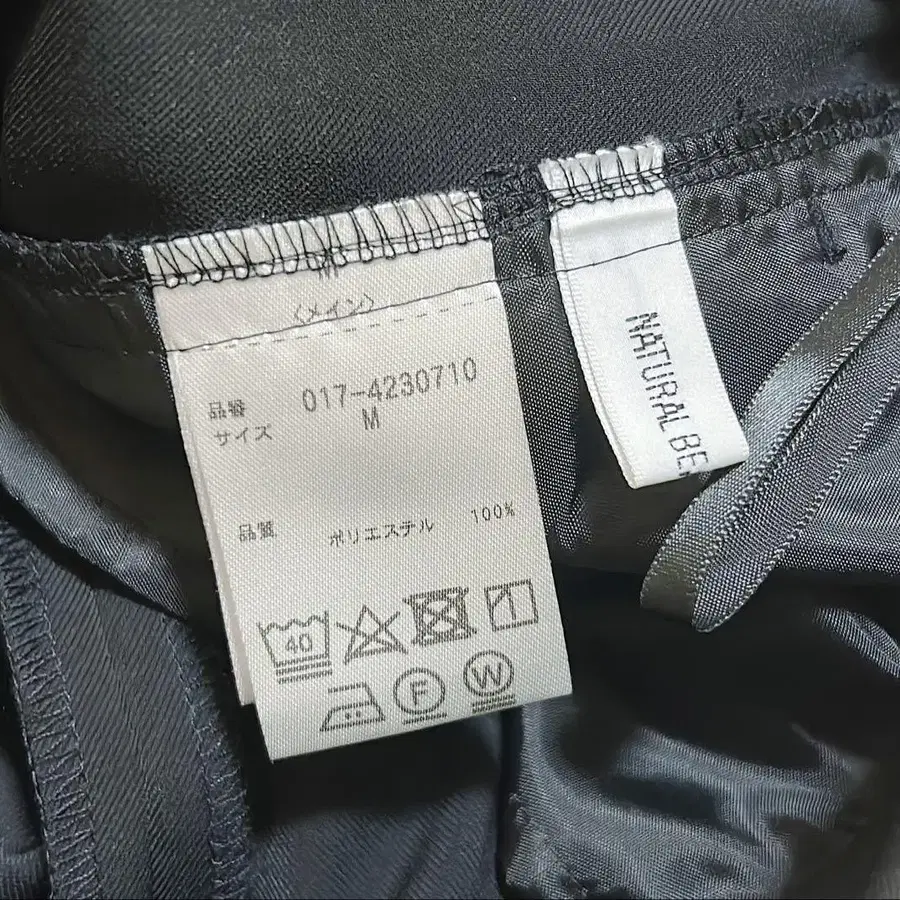 〈メイン〉
品番 017-4230710
サイズ M
品質 ポリエステル 100%
40
F W
NATURAL BE